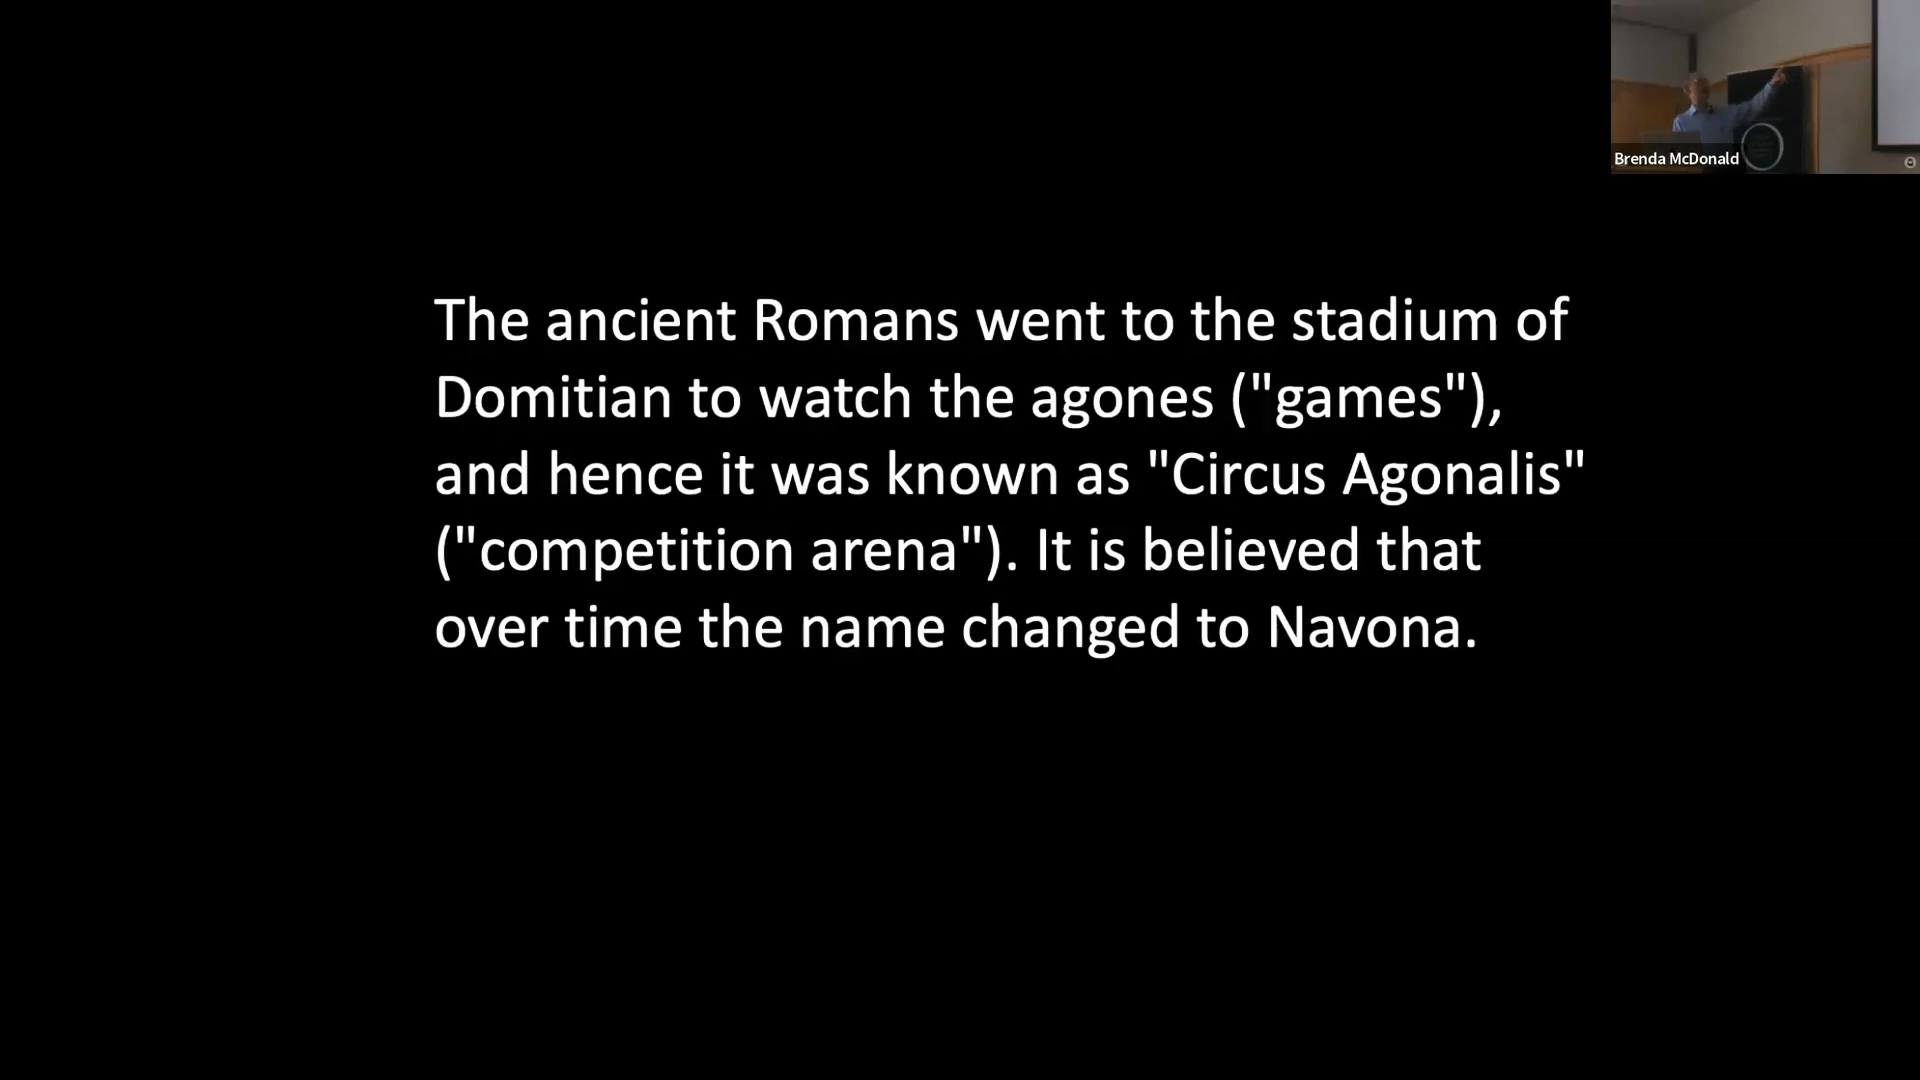 The ancient Romans went to the stadium of
Domitian to watch the agones ("games"),
and hence it was known as "Circus Agonalis"
("competition arena"). It is believed that
over time the name changed to Navona.
Brenda McDonald